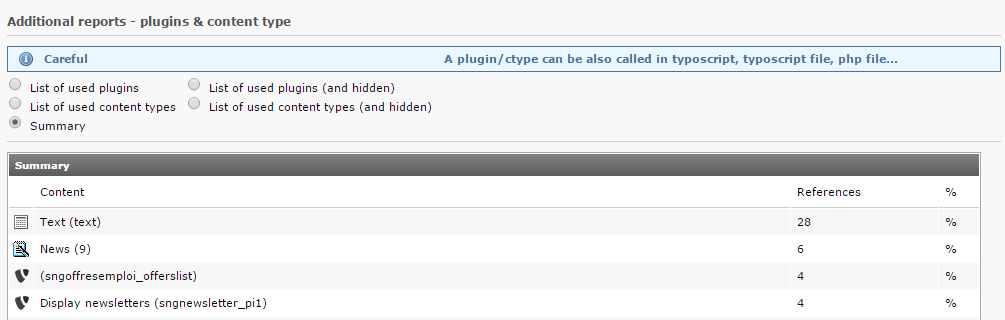 Additional reports - plugins & content type
Careful A plugin/ctype can be also called in typoscript, typoscript file, php file...
List of used plugins List of used plugins (and hidden)
List of used content types List of used content types (and hidden)
Summary
Summary
Content References %
Text (text) 28 %
News (9) 6 %
(sngoffresemploi_offerslist) 4 %
Display newsletters (sngnewsletter_pi1) 4 %